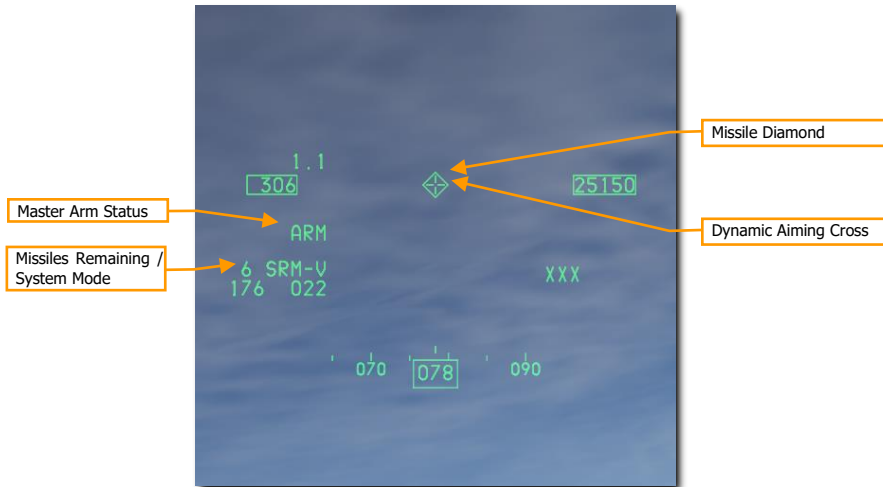 Missile Diamond
1.1
306
25150
Master Arm Status
Dynamic Aiming Cross
ARM
Missiles Remaining /
System Mode
6 SRM-V
XXX
176 022
070
078
090